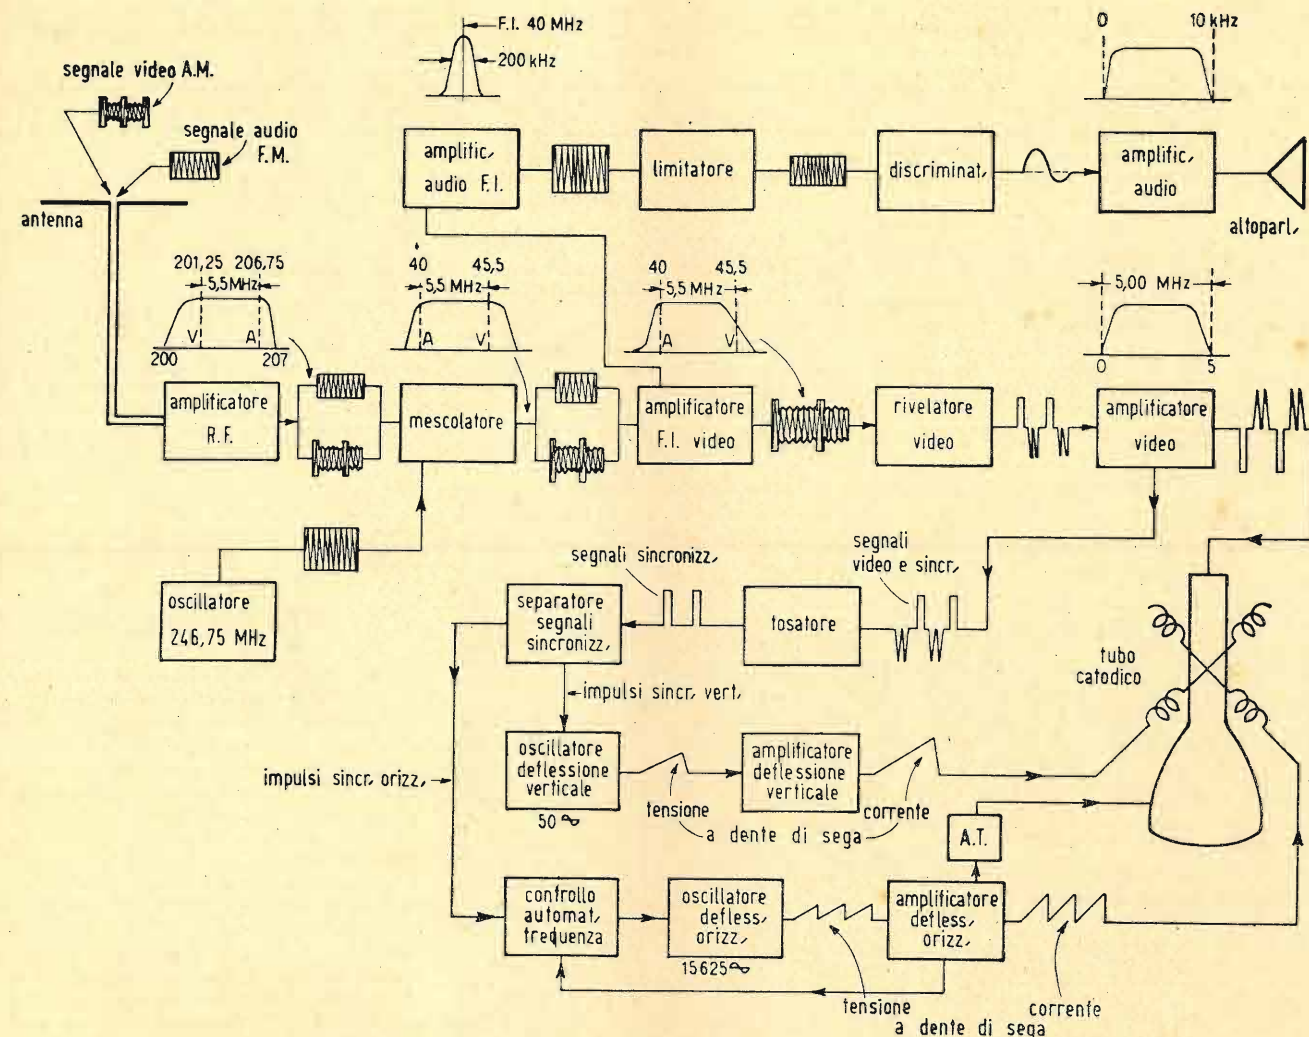 F.I. 40 MHz
200 kHz
0 10 kHz
segnale video A.M.
segnale audio
F.M.
antenna
amplific,
audio F.I.
limitatore
discriminat,
amplific,
audio
altoparl,
201,25 206,75
5,5MHz
V A
200 207
40 45,5
5,5 MHz
A V
40 45,5
5,5 MHz
A V
5,00 MHz
0 5
amplificatore
R.F.
mescolatore
amplificatore
F.I. video
rivelatore
video
amplificatore
video
oscillatore
246,75 MHz
segnali sincronizz,
segnali
video e sincr,
separatore
segnali
sincronizz,
tosatore
tubo
catodico
impulsi sincr, vert,
impulsi sincr, orizz,
oscillatore
deflessione
verticale
50
amplificatore
deflessione
verticale
tensione corrente
a dente di sega
A.T.
controllo
automat,
frequenza
oscillatore
defless,
orizz,
15625
amplificatore
defless,
orizz,
tensione corrente
a dente di sega